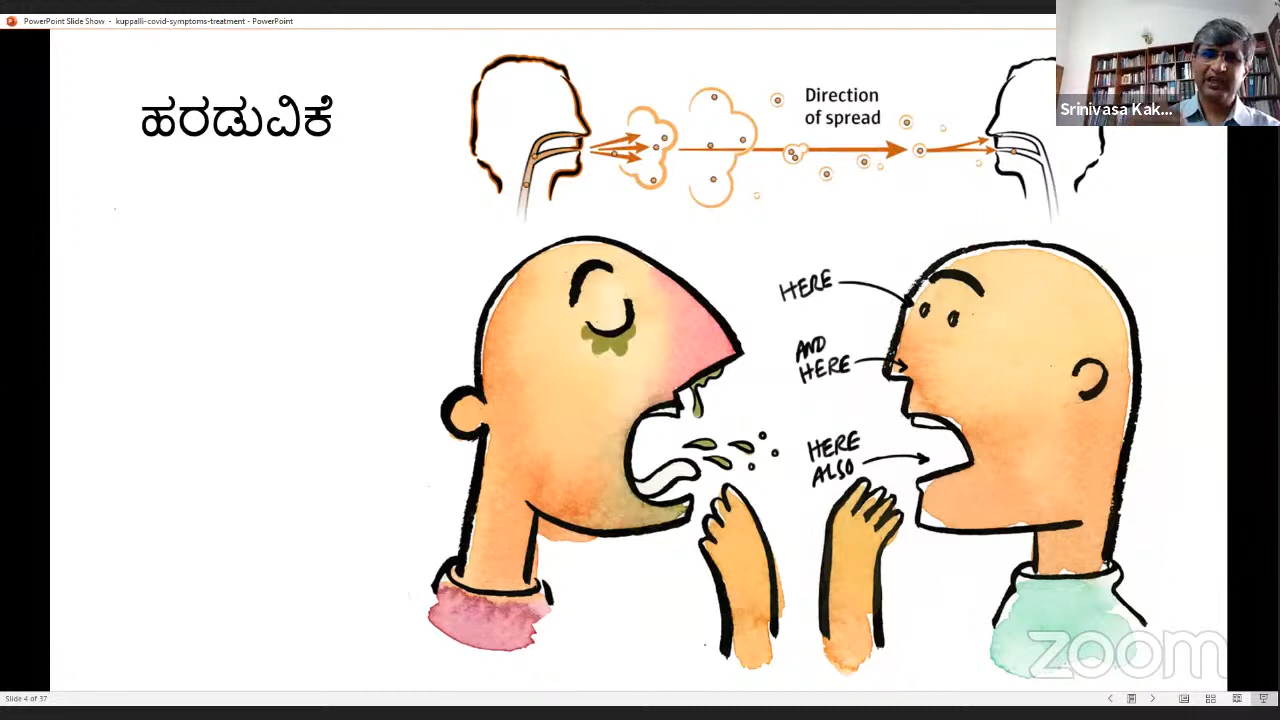 PowerPoint Slide Show - kuppalli-covid-symptoms-treatment - PowerPoint
ಹರಡುವಿಕೆ
Direction
of spread
Srinivasa Kak...
HERE
AND
HERE
HERE
ALSO
zoom
Slide 4 of 37